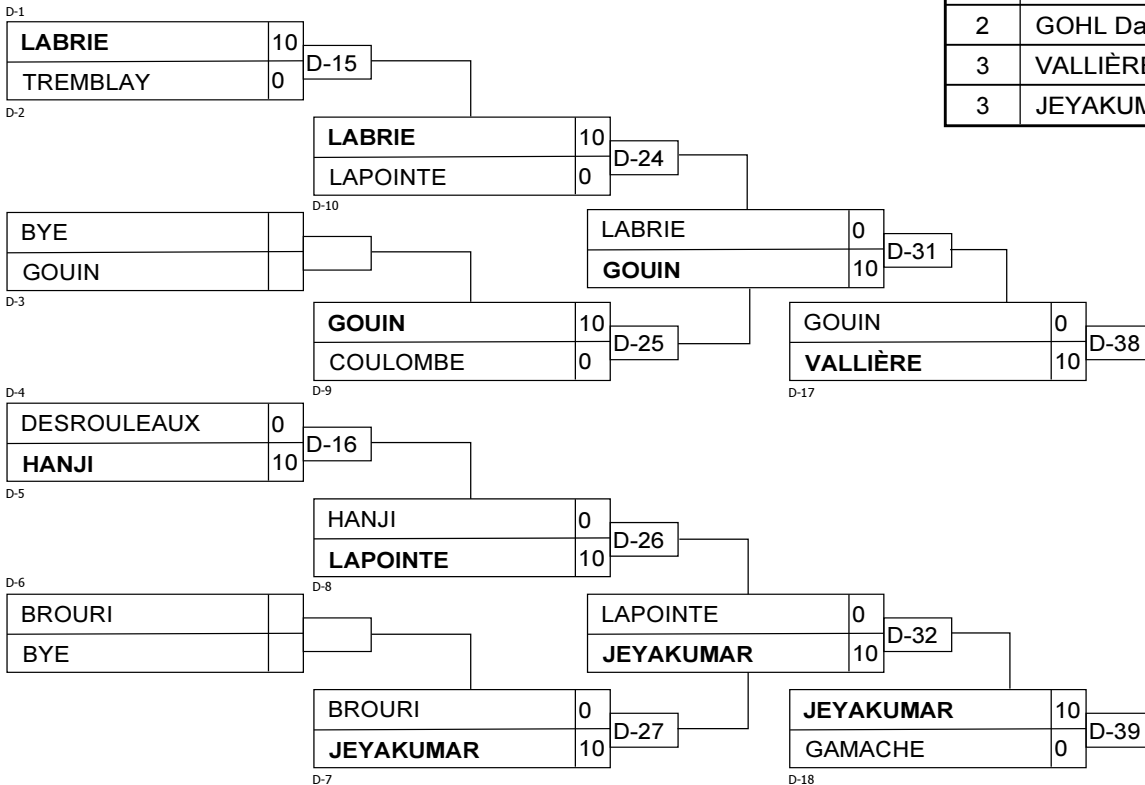 D-1
LABRIE 10
D-15
TREMBLAY 0
D-2
2 GOHL
3
3
LABRIE 10
D-24
LAPOINTE 0
D-10
BYE
GOUIN
D-3
LABRIE 0
D-31
GOUIN 10
GOUIN 10
D-25
COULOMBE 0
D-9
GOUIN 0
D-38
VALLIÈRE 10
D-17
D-4
DESROULEAUX 0
D-16
HANJI 10
D-5
HANJI 0
D-26
LAPOINTE 10
D-8
D-6
BROURI
BYE
LAPOINTE 0
D-32
JEYAKUMAR 10
BROURI 0
D-27
JEYAKUMAR 10
D-7
JEYAKUMAR 10
D-39
GAMACHE 0
D-18